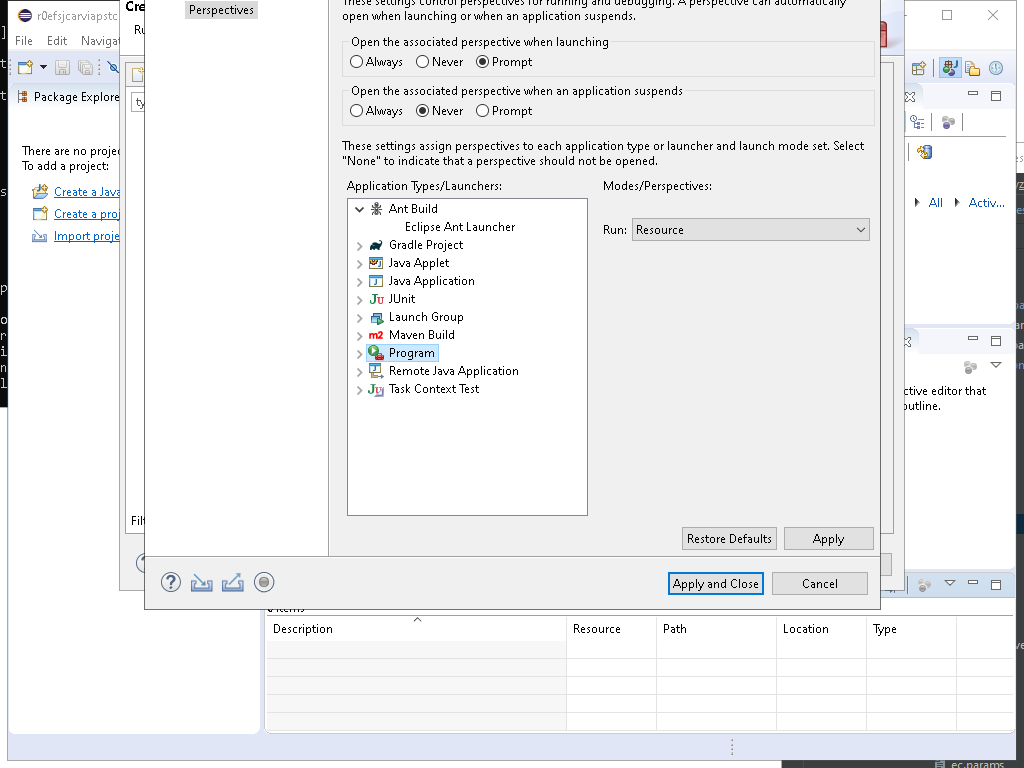 r0efsjcarviapstc
Cre
Perspectives
These settings control perspectives for running and debugging. A perspective can automatically
open when launching or when an application suspends.
File Edit Navigat
Ru
Open the associated perspective when launching
Always Never Prompt
Open the associated perspective when an application suspends
Always Never Prompt
Package Explore
ty
There are no projec
To add a project:
Create a Java
Create a proj
Import proje
These settings assign perspectives to each application type or launcher and launch mode set. Select
"None" to indicate that a perspective should not be opened.
Application Types/Launchers:
Modes/Perspectives:
Ant Build
Eclipse Ant Launcher
Gradle Project
Java Applet
Java Application
JUnit
Launch Group
Maven Build
Program
Remote Java Application
Task Context Test
Run: Resource
All Activ...
ctive editor that
outline.
Filt
Restore Defaults Apply
Apply and Close Cancel
Description Resource Path Location Type
ec.params